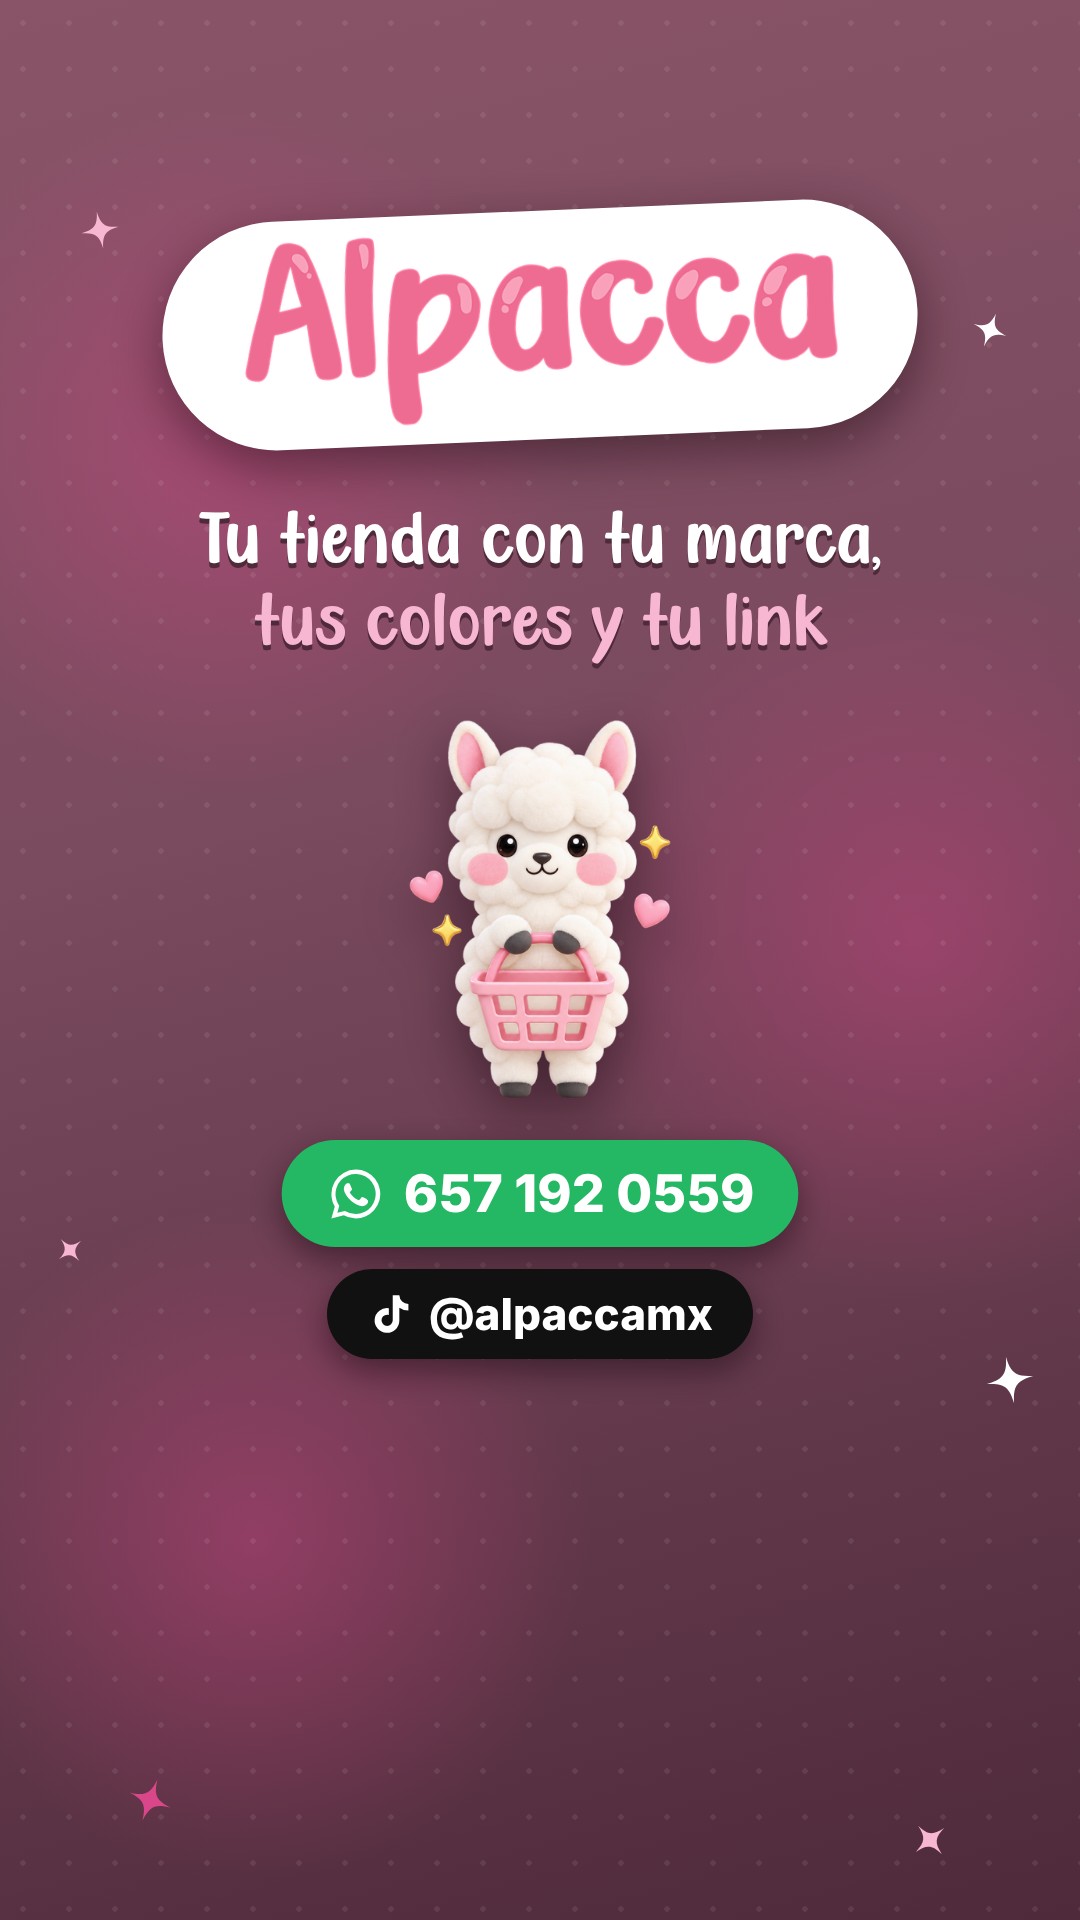 Alpacca
Tu tienda con tu marca,
tus colores y tu link
657 192 0559
@alpaccamx